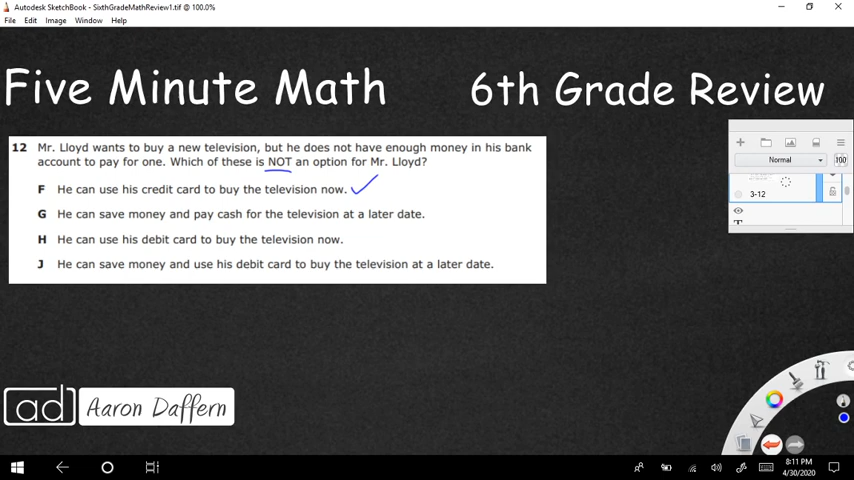 Autodesk SketchBook - SixthGradeMathReview1.tif @ 100.0%
File Edit Image Window Help
Five Minute Math 6th Grade Review
12 Mr. Lloyd wants to buy a new television, but he does not have enough money in his bank
account to pay for one. Which of these is NOT an option for Mr. Lloyd?
F He can use his credit card to buy the television now.
G He can save money and pay cash for the television at a later date.
H He can use his debit card to buy the television now.
J He can save money and use his debit card to buy the television at a later date.
Normal 100
3-12
ad Aaron Daffern
8:11 PM
4/30/2020